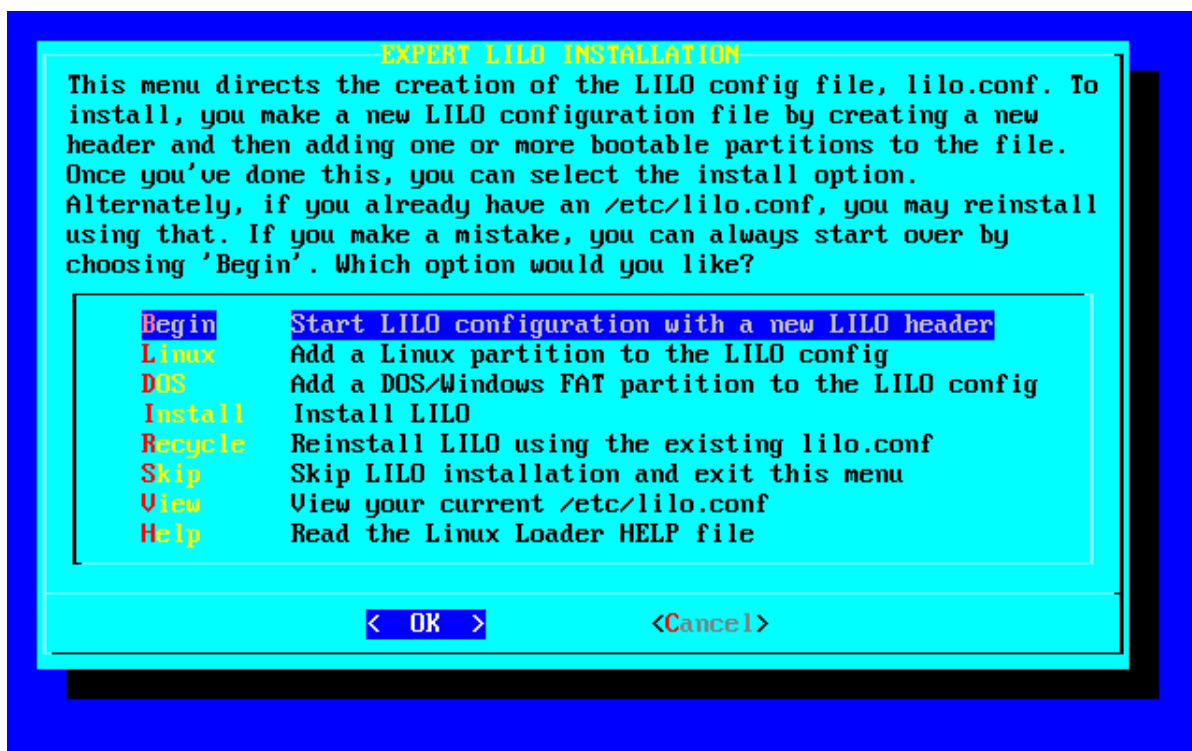 EXPERT LILO INSTALLATION
This menu directs the creation of the LILO config file, lilo.conf. To
install, you make a new LILO configuration file by creating a new
header and then adding one or more bootable partitions to the file.
Once you've done this, you can select the install option.
Alternately, if you already have an /etc/lilo.conf, you may reinstall
using that. If you make a mistake, you can always start over by
choosing 'Begin'. Which option would you like?
Begin Start LILO configuration with a new LILO header
Linux Add a Linux partition to the LILO config
DOS Add a DOS/Windows FAT partition to the LILO config
Install Install LILO
Recycle Reinstall LILO using the existing lilo.conf
Skip Skip LILO installation and exit this menu
View View your current /etc/lilo.conf
Help Read the Linux Loader HELP file
< OK > <Cancel>